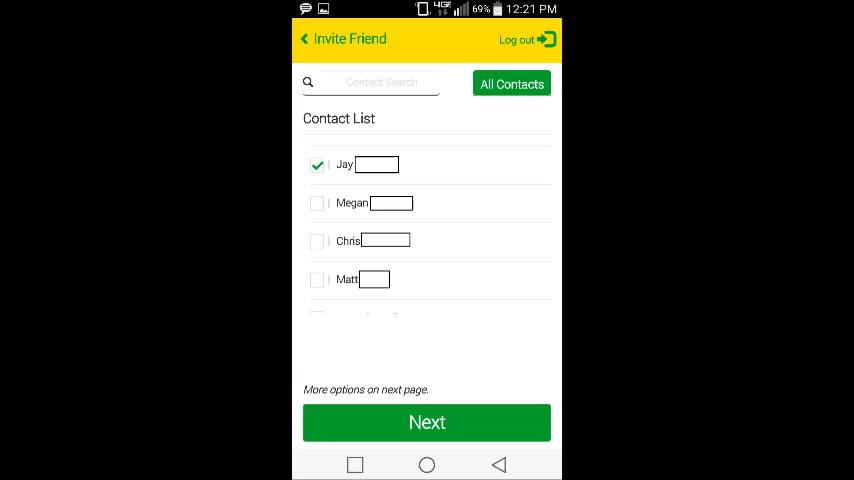 4G 69% 12:21 PM
Invite Friend
Log out
Contact Search
All Contacts
Contact List
Jay
Megan
Chris
Matt
More options on next page.
Next